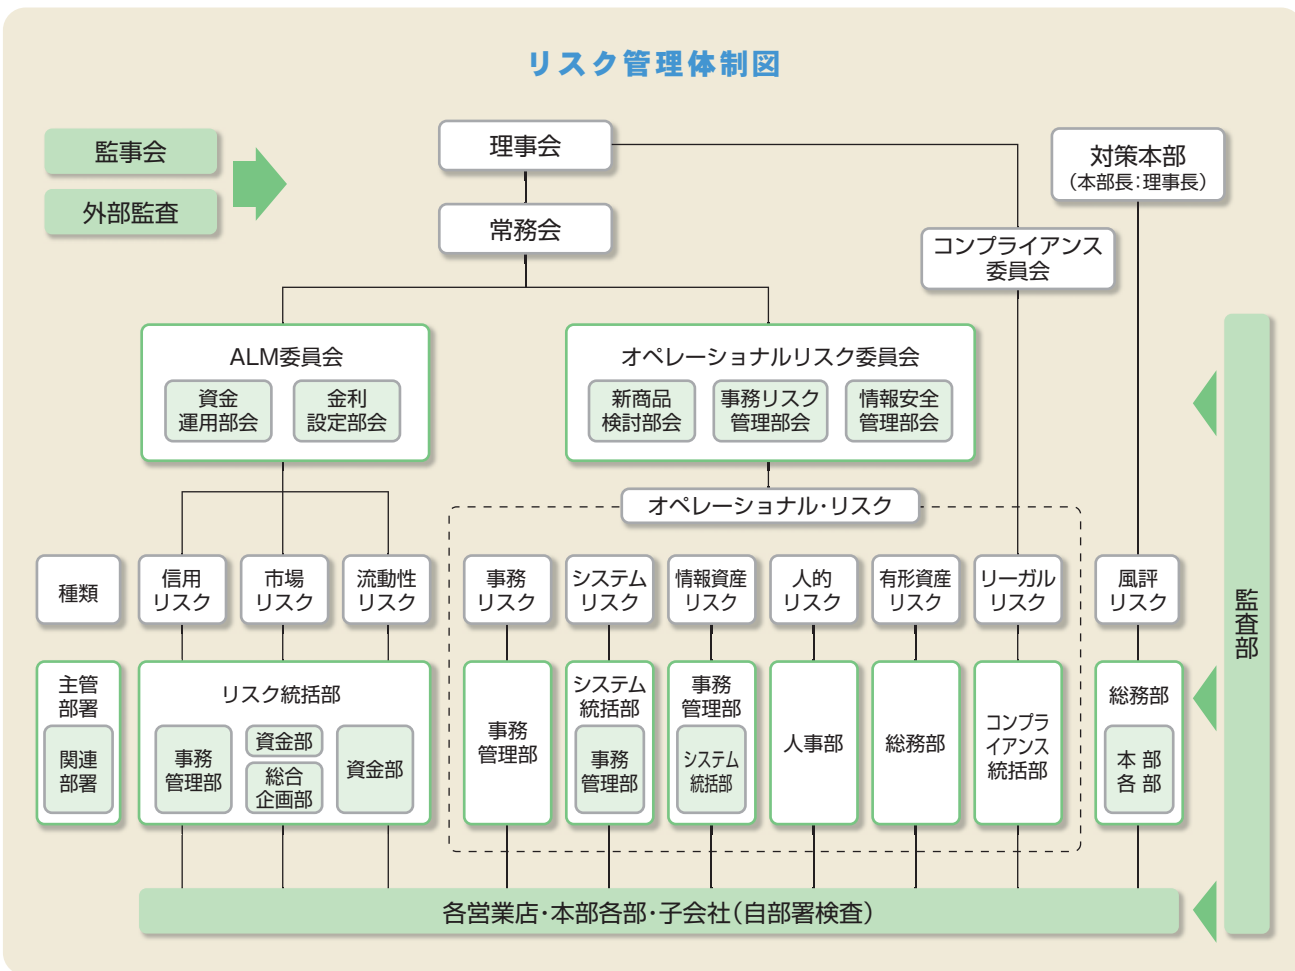 リスク管理体制図
監事会
外部監査
理事会
常務会
対策本部
（本部長：理事長）
コンプライアンス
委員会
ALM委員会
資金
運用部会
金利
設定部会
オペレーショナルリスク委員会
新商品
検討部会
事務リスク
管理部会
情報安全
管理部会
オペレーショナル・リスク
種類
信用
リスク
市場
リスク
流動性
リスク
事務
リスク
システム
リスク
情報資産
リスク
人的
リスク
有形資産
リスク
リーガル
リスク
風評
リスク
主管
部署
関連
部署
リスク統括部
事務
管理部
資金部
総合
企画部
資金部
事務
管理部
システム
統括部
事務
管理部
事務
管理部
システム
統括部
人事部
総務部
コンプラ
イアンス
統括部
総務部
本部
各部
監査部
各営業店・本部各部・子会社（自部署検査）